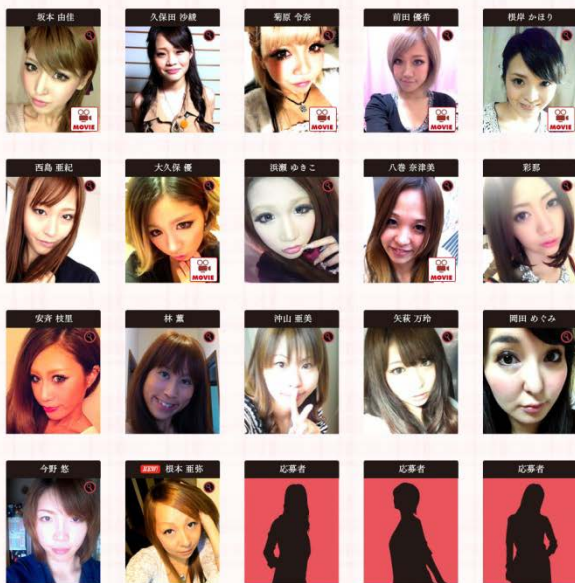 坂本 由佳
久保田 沙綾
菊原 令奈
前田 優希
根岸 かほり
MOVIE
MOVIE
MOVIE
MOVIE
西島 亜紀
大久保 優
浜瀬 ゆきこ
八巻 奈津美
彩那
MOVIE
MOVIE
安斉 枝里
林 薫
沖山 亜美
矢萩 万玲
岡田 めぐみ
今野 悠
NEW! 根本 亜弥
応募者
応募者
応募者